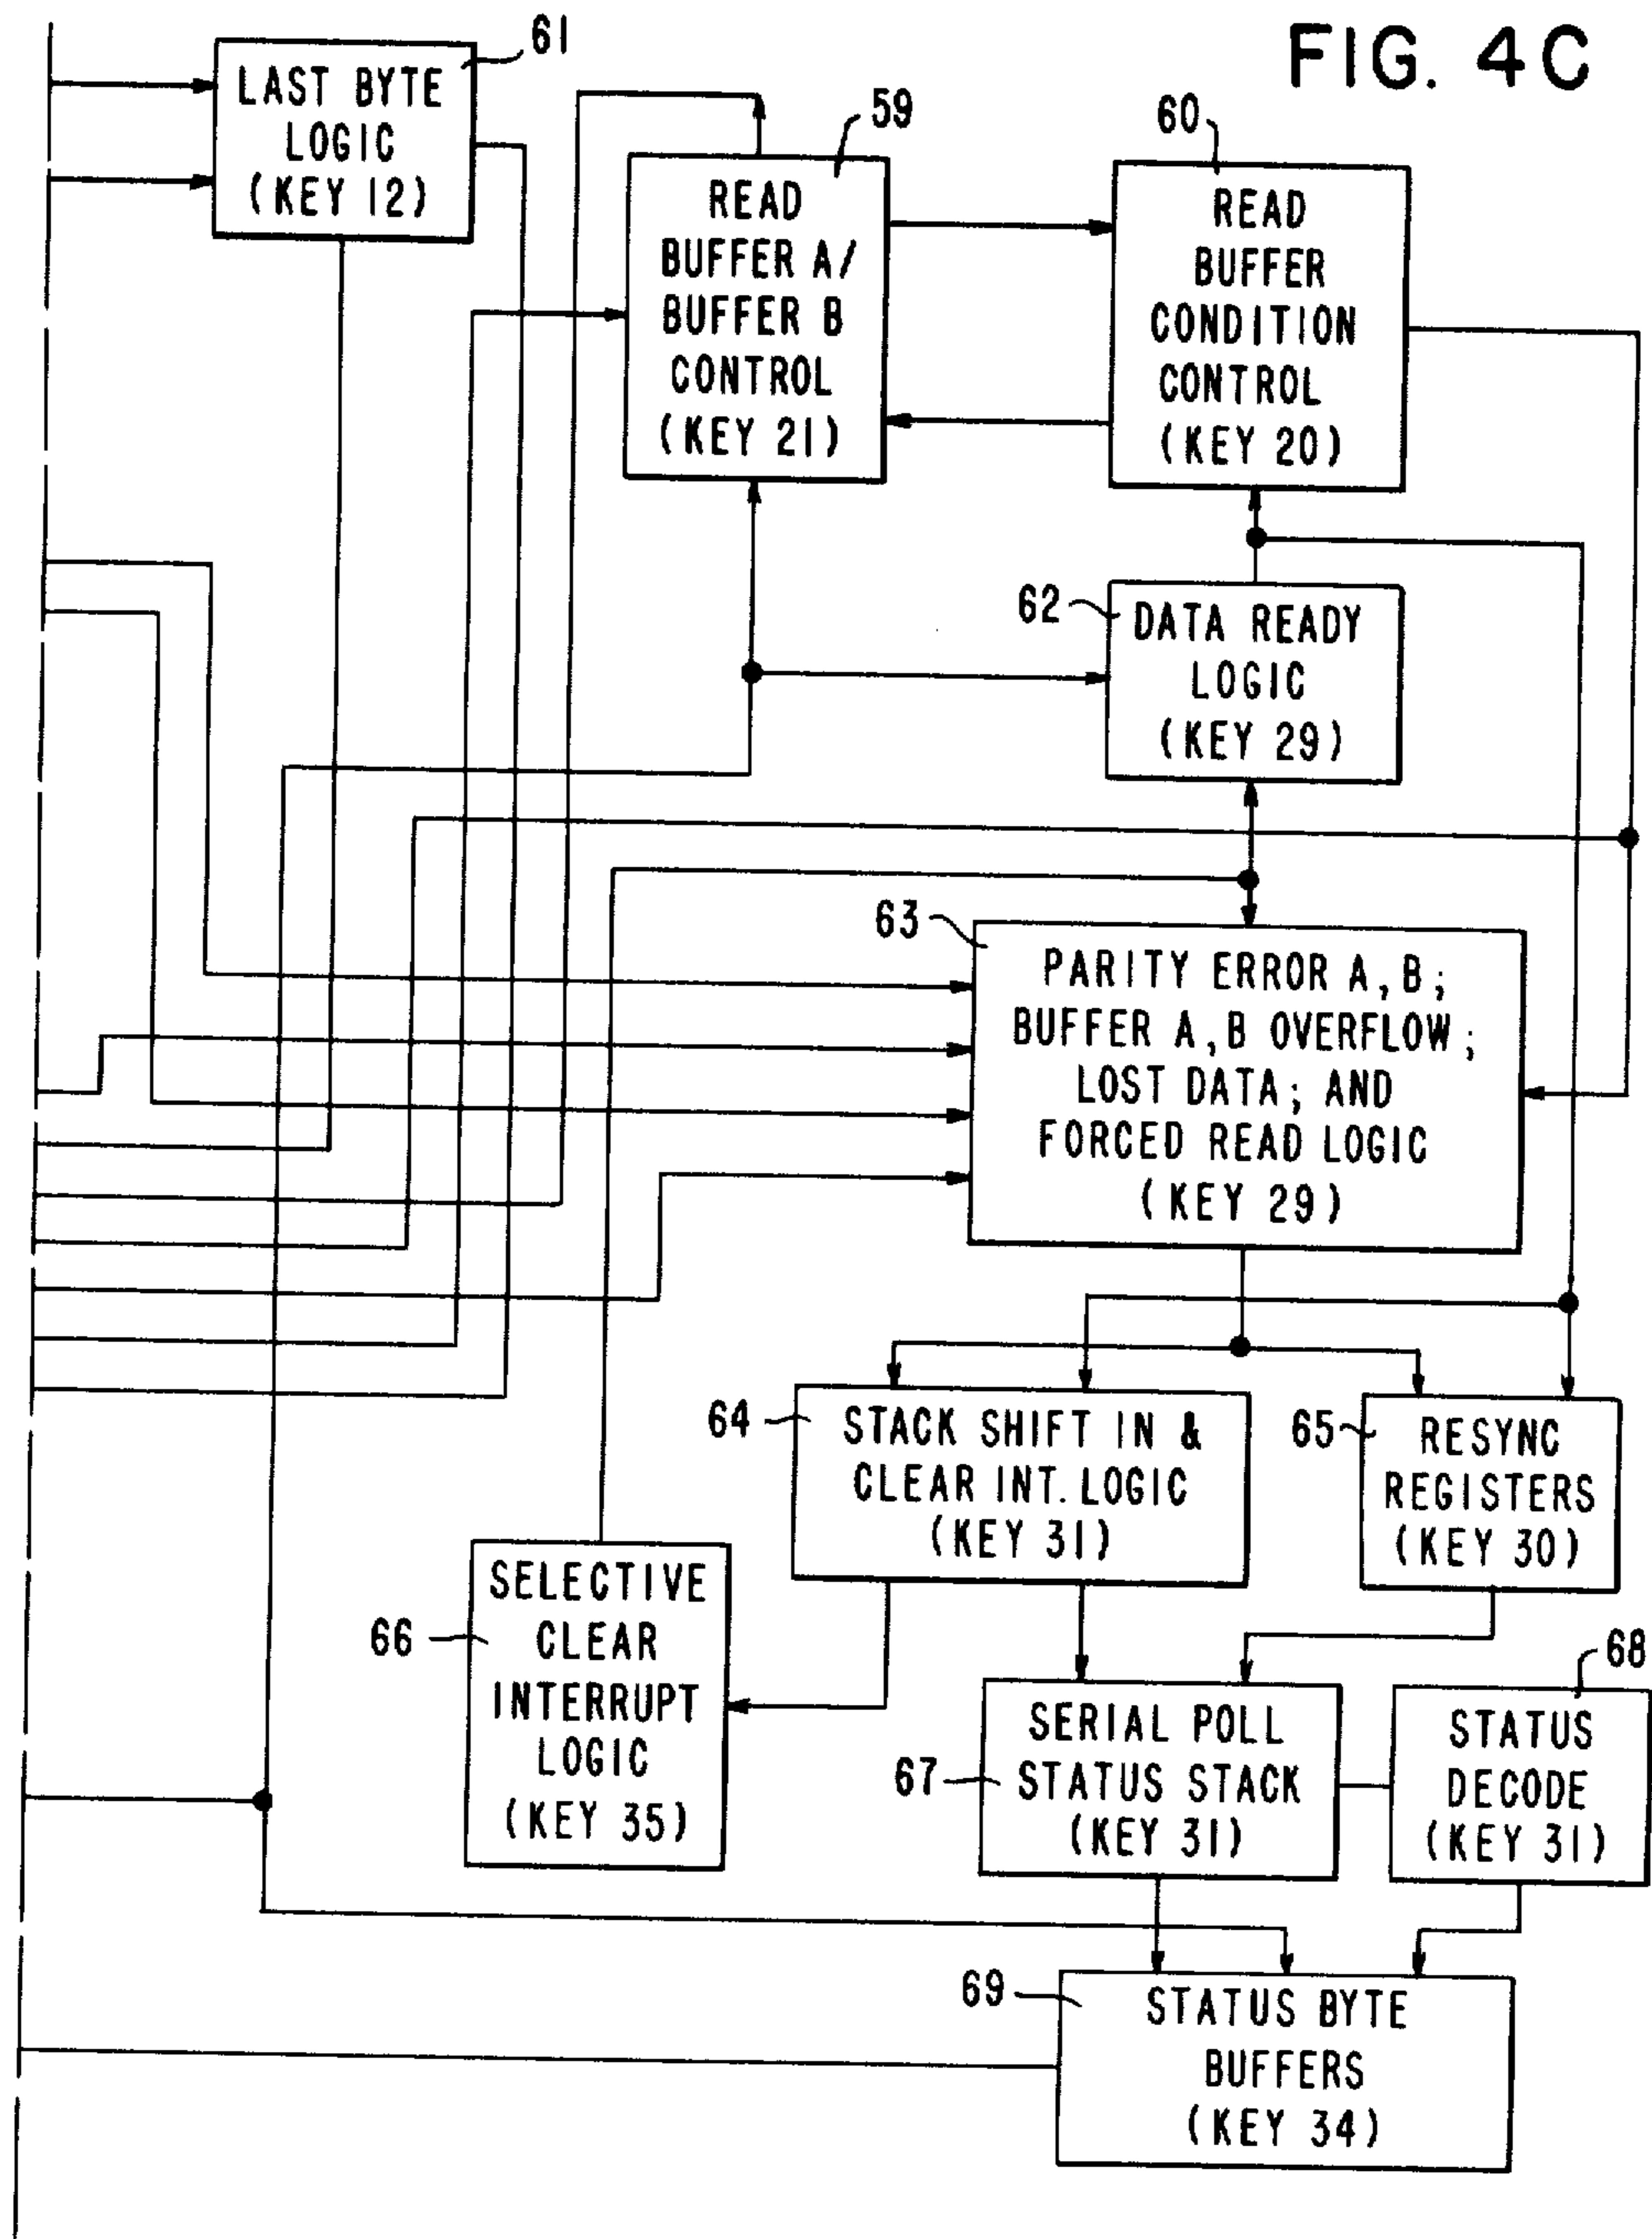 FIG. 4C
61
LAST BYTE
LOGIC
(KEY 12)
59
READ
BUFFER A/
BUFFER B
CONTROL
(KEY 21)
60
READ
BUFFER
CONDITION
CONTROL
(KEY 20)
62
DATA READY
LOGIC
(KEY 29)
63
PARITY ERROR A, B;
BUFFER A, B OVERFLOW;
LOST DATA; AND
FORCED READ LOGIC
(KEY 29)
64
STACK SHIFT IN &
CLEAR INT. LOGIC
(KEY 31)
65
RESYNC
REGISTERS
(KEY 30)
66
SELECTIVE
CLEAR
INTERRUPT
LOGIC
(KEY 35)
67
SERIAL POLL
STATUS STACK
(KEY 31)
68
STATUS
DECODE
(KEY 31)
69
STATUS BYTE
BUFFERS
(KEY 34)